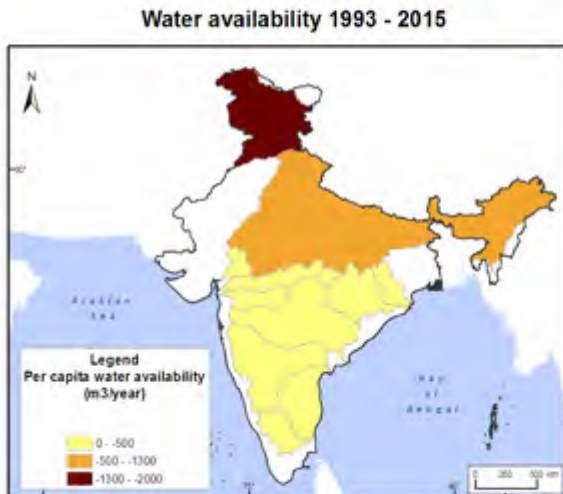 Water availability 1993 - 2015
N
Arabian
Sea
Bay
of
Bengal
Legend
Per capita water availability
(m3/year)
0 - -500
-500 - -1300
-1300 - -2000